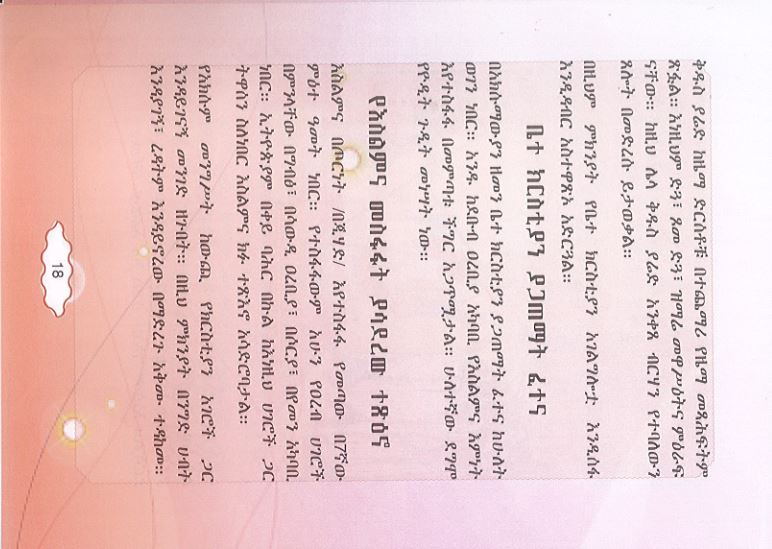 ቅዱስ ያሬድ ከዜማ ድርሰቶቹ በተጨማሪ የዜማ መጻሕፍትም
ጽፏል። እነዚህም ድጓ፣ ጾመ ድጓ፣ ዝማሬ መዋሥዕትና ምዕራፍ
ናቸው። ከዚህ ሌላ ቅዱስ ያሬድ አንቀጸ ብርሃን የተባለውን
ጸሎት በመድረሱ ይታወቃል።
በዚህም ምክንያት የቤተ ክርስቲያን አገልግሎቷ እንዲሰፋ
እንዲዳብር አስተዋጽኦ አድርጓል።
ቤተ ክርስቲያን ያጋጠማት ፈተና
በአክሱማውያን ዘመን ቤተ ክርስቲያን ያጋጠማት ፈተና ከሁለት
ወገን ነበር። አንዱ ከደቡብ ዐረቢያ አካባቢ የእስልምና እምነት
እየተስፋፋ በመምጣቱ ችግር አጋጥሟታል። ሁለተኛው ደግሞ
የዮዲት ጉዲት መነሣት ነው።
የእስልምና መስፋፋት ያሳደረው ተጽዕኖ
እስልምና በጦርነት /በጂሃድ/ እየተስፋፋ የመጣው በ7ኛው
ምዕተ ዓመት ነበር። የተስፋፋውም አሁን የዐረብ ሀገሮች
በምንላቸው በግብፅ፣ በሳውዲ ዐረቢያ፣ በሶርያ፣ በየመን አካባቢ
ነበር። ኢትዮጵያም በቀይ ባሕር በኩል ከእነዚህ ሀገሮች ጋር
ትዋሰን ስለነበር እስልምና ክፉ ተጽእኖ አሳድሮባታል።
የአክሱም መንግሥት ከውጪ የክርስቲያን አገሮች ጋር
እንዳይገናኝ መንገድ ዘጉበት። በዚህ ምክንያት በንግድ ሀብት
እንዳያገኝ፣ ረዳትም እንዳይኖረው በማድረጉ አቅሙ ተዳከመ።
18